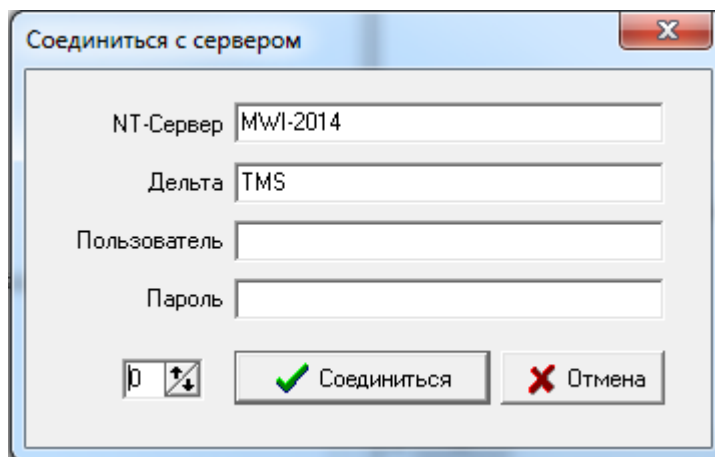 Соединиться с сервером
NT-Сервер MWI-2014
Дельта TMS
Пользователь
Пароль
0 Соединиться Отмена